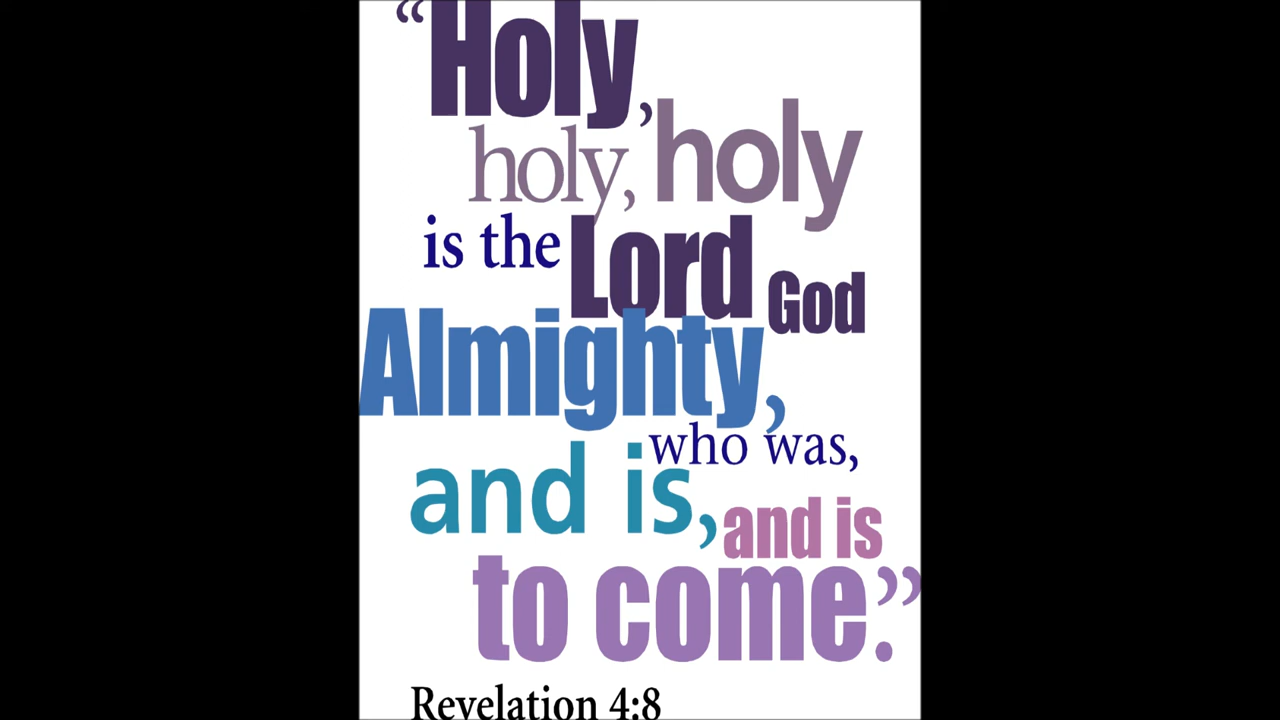 “Holy,
holy, holy
is the Lord God
Almighty,
who was,
and is, and is
to come.”
Revelation 4:8